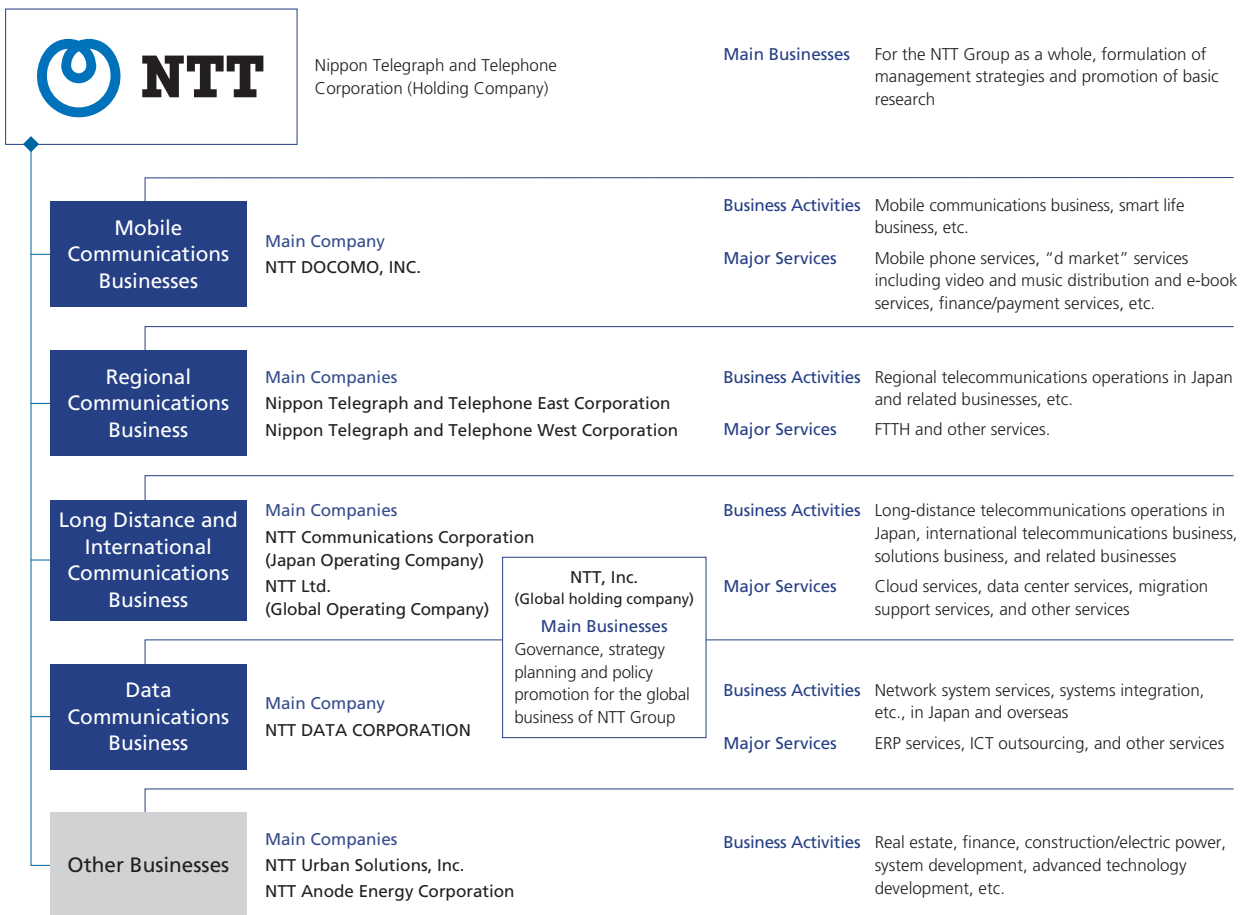 NTT
Nippon Telegraph and Telephone
Corporation (Holding Company)
Main Businesses
For the NTT Group as a whole, formulation of
management strategies and promotion of basic
research
Mobile
Communications
Businesses
Main Company
NTT DOCOMO, INC.
Business Activities
Mobile communications business, smart life
business, etc.
Major Services
Mobile phone services, “d market” services
including video and music distribution and e-book
services, finance/payment services, etc.
Regional
Communications
Business
Main Companies
Nippon Telegraph and Telephone East Corporation
Nippon Telegraph and Telephone West Corporation
Business Activities
Regional telecommunications operations in Japan
and related businesses, etc.
Major Services
FTTH and other services.
Long Distance and
International
Communications
Business
Main Companies
NTT Communications Corporation
(Japan Operating Company)
NTT Ltd.
(Global Operating Company)
NTT, Inc.
(Global holding company)
Main Businesses
Governance, strategy
planning and policy
promotion for the global
business of NTT Group
Business Activities
Long-distance telecommunications operations in
Japan, international telecommunications business,
solutions business, and related businesses
Major Services
Cloud services, data center services, migration
support services, and other services
Data
Communications
Business
Main Company
NTT DATA CORPORATION
Business Activities
Network system services, systems integration,
etc., in Japan and overseas
Major Services
ERP services, ICT outsourcing, and other services
Other Businesses
Main Companies
NTT Urban Solutions, Inc.
NTT Anode Energy Corporation
Business Activities
Real estate, finance, construction/electric power,
system development, advanced technology
development, etc.